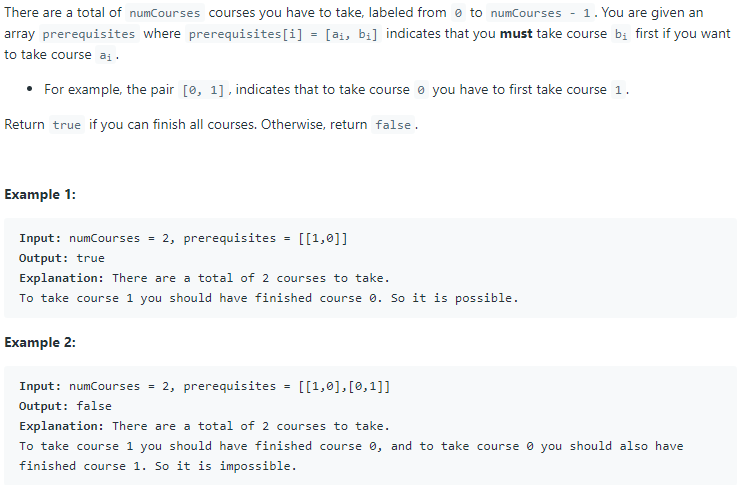 There are a total of numCourses courses you have to take, labeled from 0 to numCourses - 1. You are given an
array prerequisites where prerequisites[i] = [aᵢ, bᵢ] indicates that you must take course bᵢ first if you want
to take course aᵢ.
• For example, the pair [0, 1], indicates that to take course 0 you have to first take course 1.
Return true if you can finish all courses. Otherwise, return false.
Example 1:
Input: numCourses = 2, prerequisites = [[1,0]]
Output: true
Explanation: There are a total of 2 courses to take.
To take course 1 you should have finished course 0. So it is possible.
Example 2:
Input: numCourses = 2, prerequisites = [[1,0],[0,1]]
Output: false
Explanation: There are a total of 2 courses to take.
To take course 1 you should have finished course 0, and to take course 0 you should also have
finished course 1. So it is impossible.